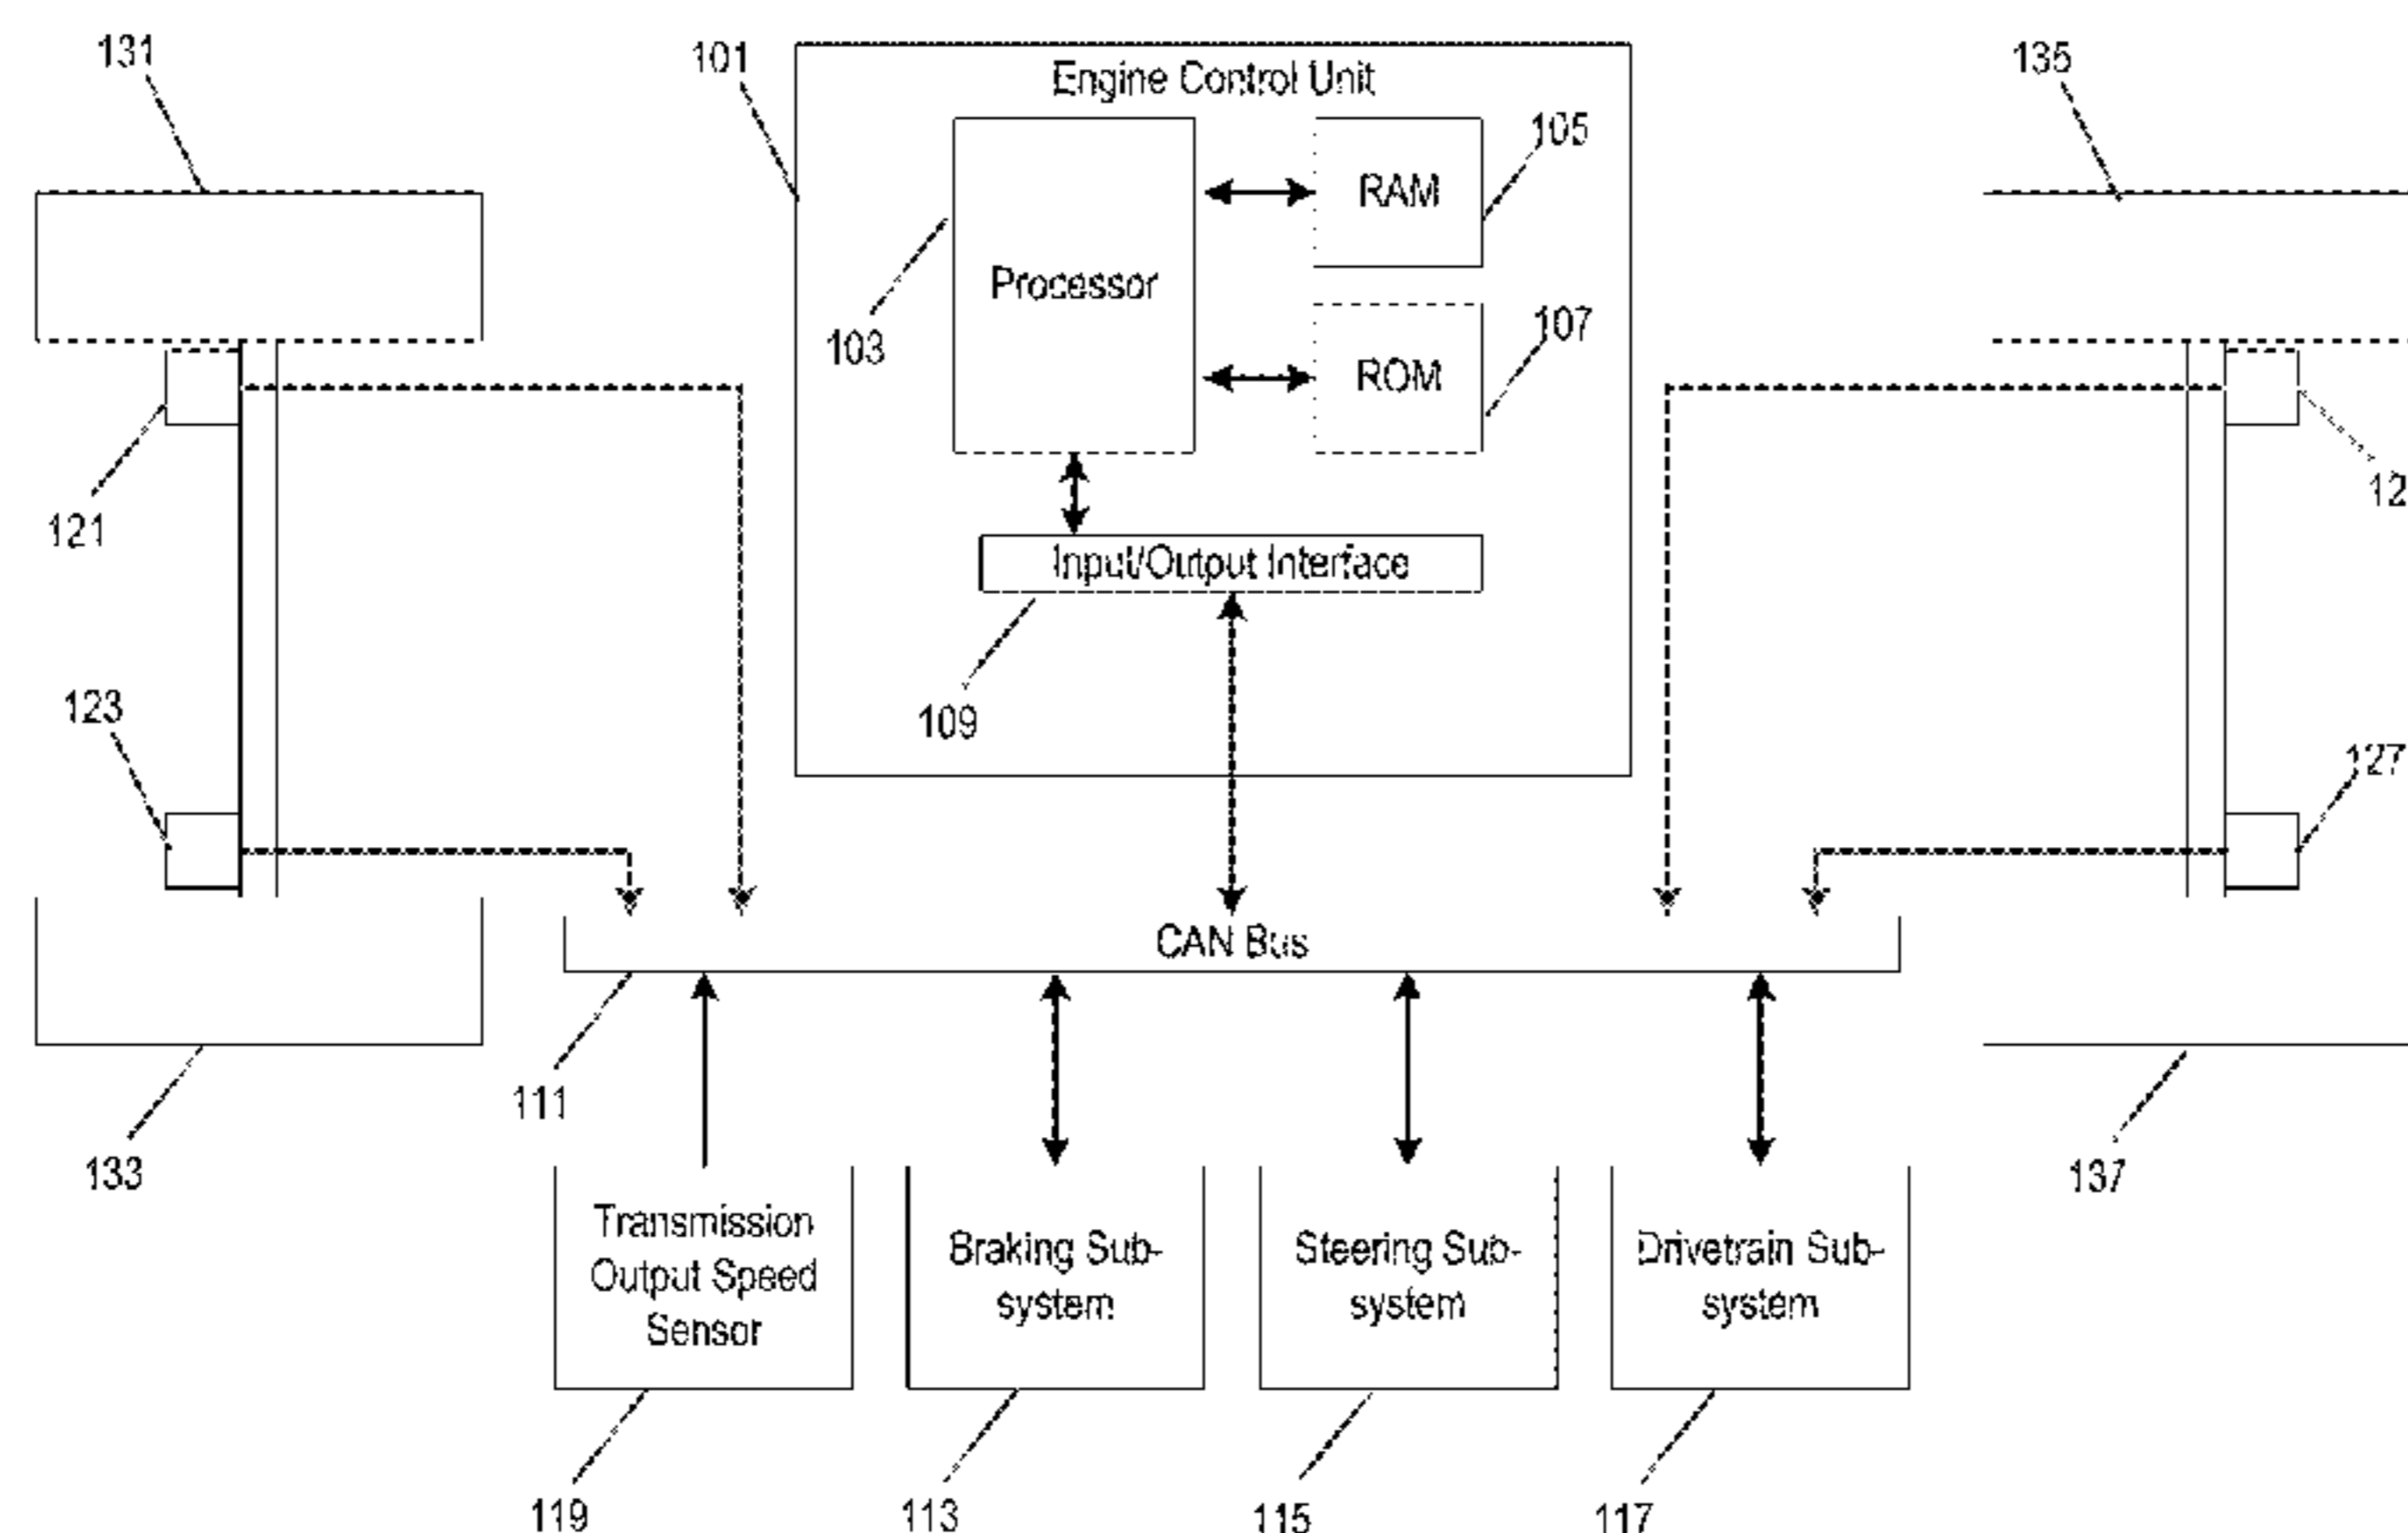 131
101
Engine Control Unit
135
105
RAM
Processor
103
107
ROM
121
12
Input/Output Interface
109
123
127
CAN Bus
111
133
137
Transmission
Output Speed
Sensor
Braking Sub-
system
Steering Sub-
system
Drivetrain Sub-
system
119
113
115
117